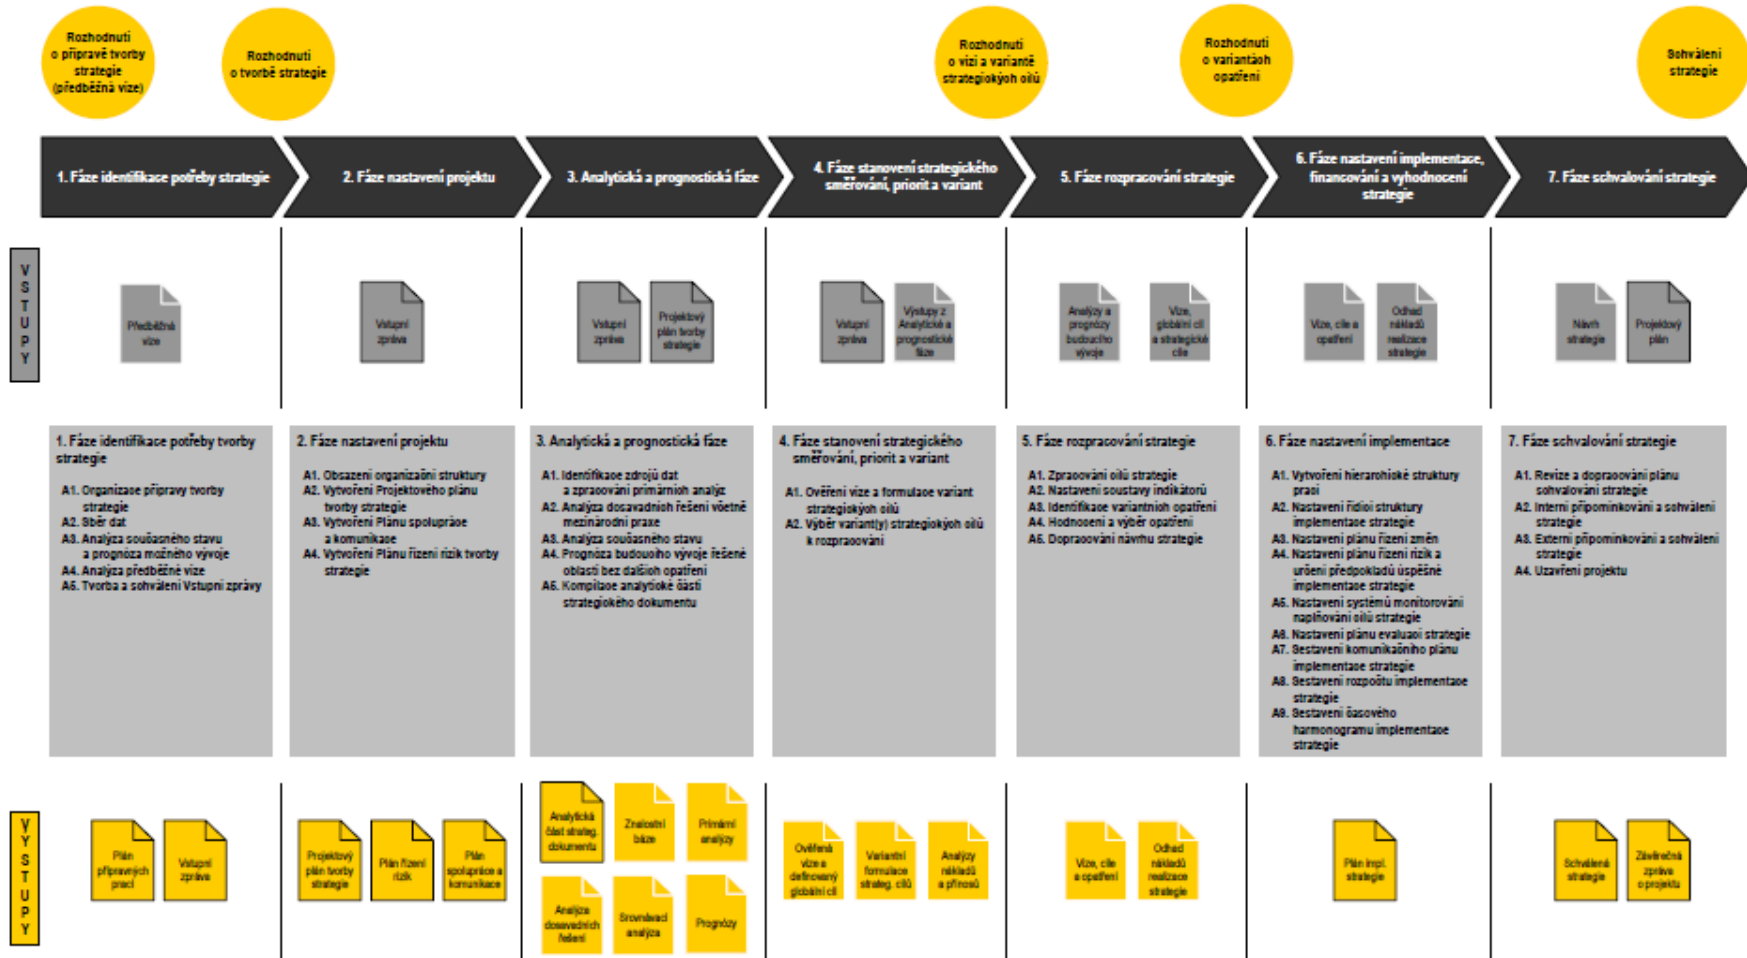 Rozhodnutí
o přípravě tvorby
strategie
(předběžná vize)
Rozhodnutí
o tvorbě strategie
Rozhodnutí
o vizi a variantě
strategických cílů
Rozhodnutí
o variantách
opatření
Schválení
strategie
1. Fáze identifikace potřeby strategie
2. Fáze nastavení projektu
3. Analytická a prognostická fáze
4. Fáze stanovení strategického
směřování, priorit a variant
5. Fáze rozpracování strategie
6. Fáze nastavení implementace,
financování a vyhodnocení
strategie
7. Fáze schvalování strategie
VSTUPY
Předběžná
vize
Vstupní
zpráva
Vstupní
zpráva
Projektový
plán tvorby
strategie
Vstupní
zpráva
Výstupy z
Analytické a
prognostické
fáze
Analýzy a
prognózy
budoucího
vývoje
Vize,
globální cíl
a strategické
cíle
Vize, cíle a
opatření
Odhad
nákladů
realizace
strategie
Návrh
strategie
Projektový
plán
1. Fáze identifikace potřeby tvorby
strategie
A1. Organizace přípravy tvorby
strategie
A2. Sběr dat
A3. Analýza současného stavu
a prognóza možného vývoje
A4. Analýza předběžné vize
A5. Tvorba a schválení Vstupní zprávy
2. Fáze nastavení projektu
A1. Obsazení organizační struktury
A2. Vytvoření Projektového plánu
tvorby strategie
A3. Vytvoření Plánu spolupráce
a komunikace
A4. Vytvoření Plánu řízení rizik tvorby
strategie
3. Analytická a prognostická fáze
A1. Identifikace zdrojů dat
a zpracování primárních analýz
A2. Analýza dosavadních řešení včetně
mezinárodní praxe
A3. Analýza současného stavu
A4. Prognóza budoucího vývoje řešené
oblasti bez dalších opatření
A5. Kompilace analytické části
strategického dokumentu
4. Fáze stanovení strategického
směřování, priorit a variant
A1. Ověření vize a formulace variant
strategických cílů
A2. Výběr variant(y) strategických cílů
k rozpracování
5. Fáze rozpracování strategie
A1. Zpracování cílů strategie
A2. Nastavení soustavy indikátorů
A3. Identifikace variantních opatření
A4. Hodnocení a výběr opatření
A5. Dopracování návrhu strategie
6. Fáze nastavení implementace
A1. Vytvoření hierarchické struktury
prací
A2. Nastavení řídicí struktury
implementace strategie
A3. Nastavení plánu řízení změn
A4. Nastavení plánu řízení rizik a
určení předpokladů úspěšné
implementace strategie
A5. Nastavení systémů monitorování
naplňování cílů strategie
A6. Nastavení plánu evaluací strategie
A7. Sestavení komunikačního plánu
implementace strategie
A8. Sestavení rozpočtu implementace
strategie
A9. Sestavení časového
harmonogramu implementace
strategie
7. Fáze schvalování strategie
A1. Revize a dopracování plánu
schvalování strategie
A2. Interní připomínkování a schválení
strategie
A3. Externí připomínkování a schválení
strategie
A4. Uzavření projektu
VÝSTUPY
Plán
přípravných
prací
Vstupní
zpráva
Projektový
plán tvorby
strategie
Plán řízení
rizik
Plán
spolupráce a
komunikace
Analytická
část strateg.
dokumentu
Znalostní
báze
Primární
analýzy
Analýza
dosavadních
řešení
Srovnávací
analýza
Prognózy
Ověřená
vize a
definovaný
globální cíl
Variantní
formulace
strateg. cílů
Analýzy
nákladů
a přínosů
Vize, cíle
a opatření
Odhad
nákladů
realizace
strategie
Plán impl.
strategie
Schválená
strategie
Závěrečná
zpráva
o projektu